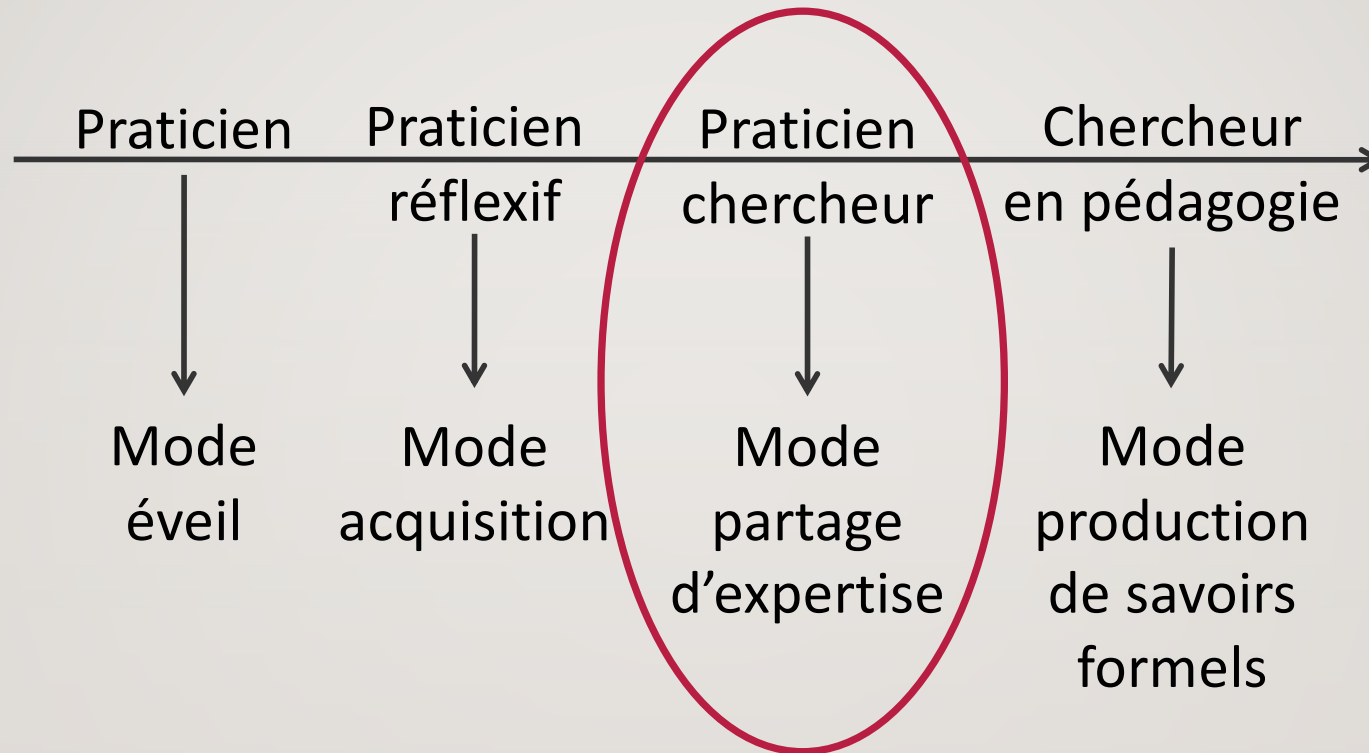 Praticien
Praticien
réflexif
Praticien
chercheur
Chercheur
en pédagogie
Mode
éveil
Mode
acquisition
Mode
partage
d’expertise
Mode
production
de savoirs
formels